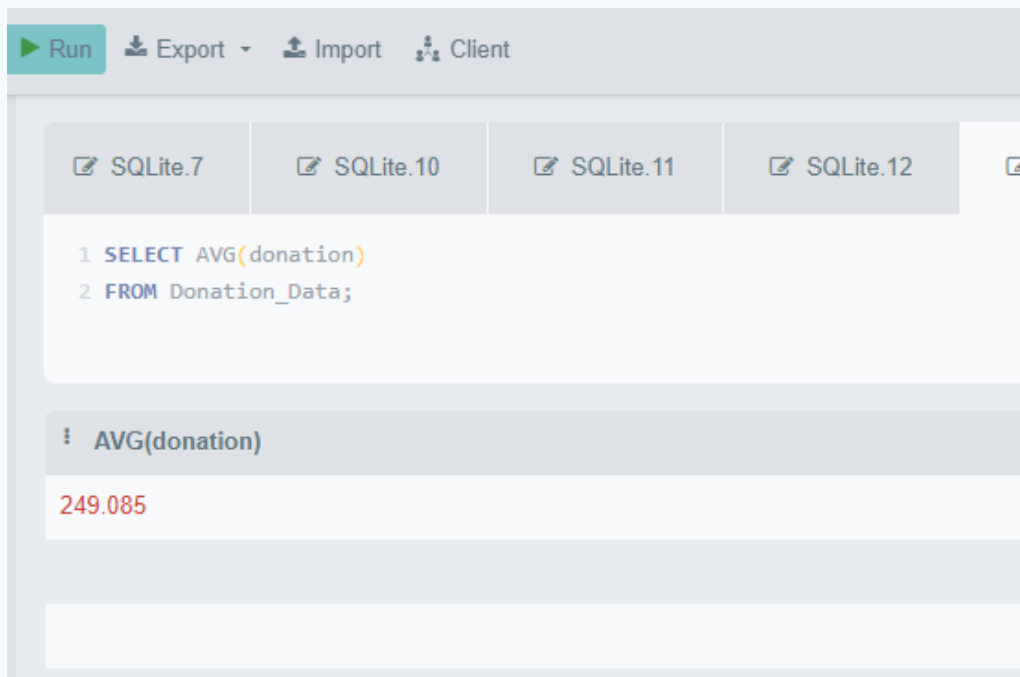 Run Export Import Client
SQLite.7 SQLite.10 SQLite.11 SQLite.12
1 SELECT AVG(donation)
2 FROM Donation_Data;
AVG(donation)
249.085